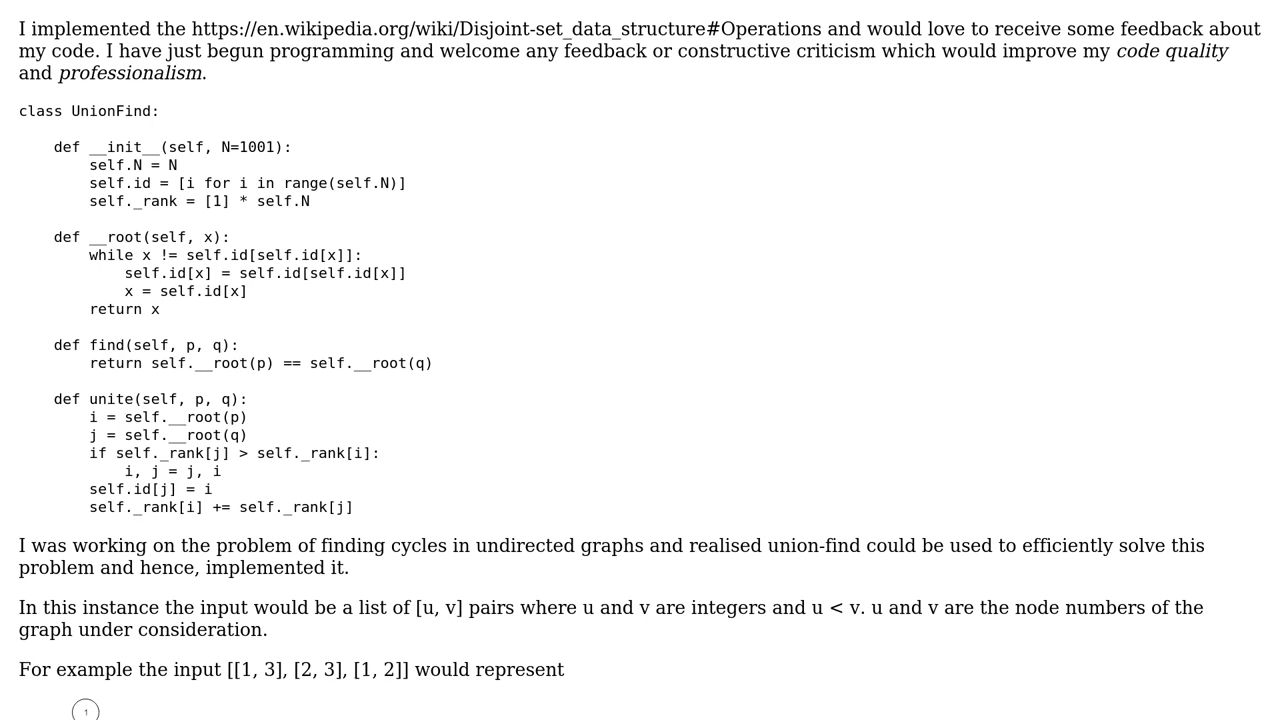 I implemented the https://en.wikipedia.org/wiki/Disjoint-set_data_structure#Operations and would love to receive some feedback about
my code. I have just begun programming and welcome any feedback or constructive criticism which would improve my code quality
and professionalism.
class UnionFind:
    def __init__(self, N=1001):
        self.N = N
        self.id = [i for i in range(self.N)]
        self._rank = [1] * self.N
    def __root(self, x):
        while x != self.id[self.id[x]]:
            self.id[x] = self.id[self.id[x]]
            x = self.id[x]
        return x
    def find(self, p, q):
        return self.__root(p) == self.__root(q)
    def unite(self, p, q):
        i = self.__root(p)
        j = self.__root(q)
        if self._rank[j] > self._rank[i]:
            i, j = j, i
        self.id[j] = i
        self._rank[i] += self._rank[j]
I was working on the problem of finding cycles in undirected graphs and realised union-find could be used to efficiently solve this
problem and hence, implemented it.
In this instance the input would be a list of [u, v] pairs where u and v are integers and u < v. u and v are the node numbers of the
graph under consideration.
For example the input [[1, 3], [2, 3], [1, 2]] would represent
1